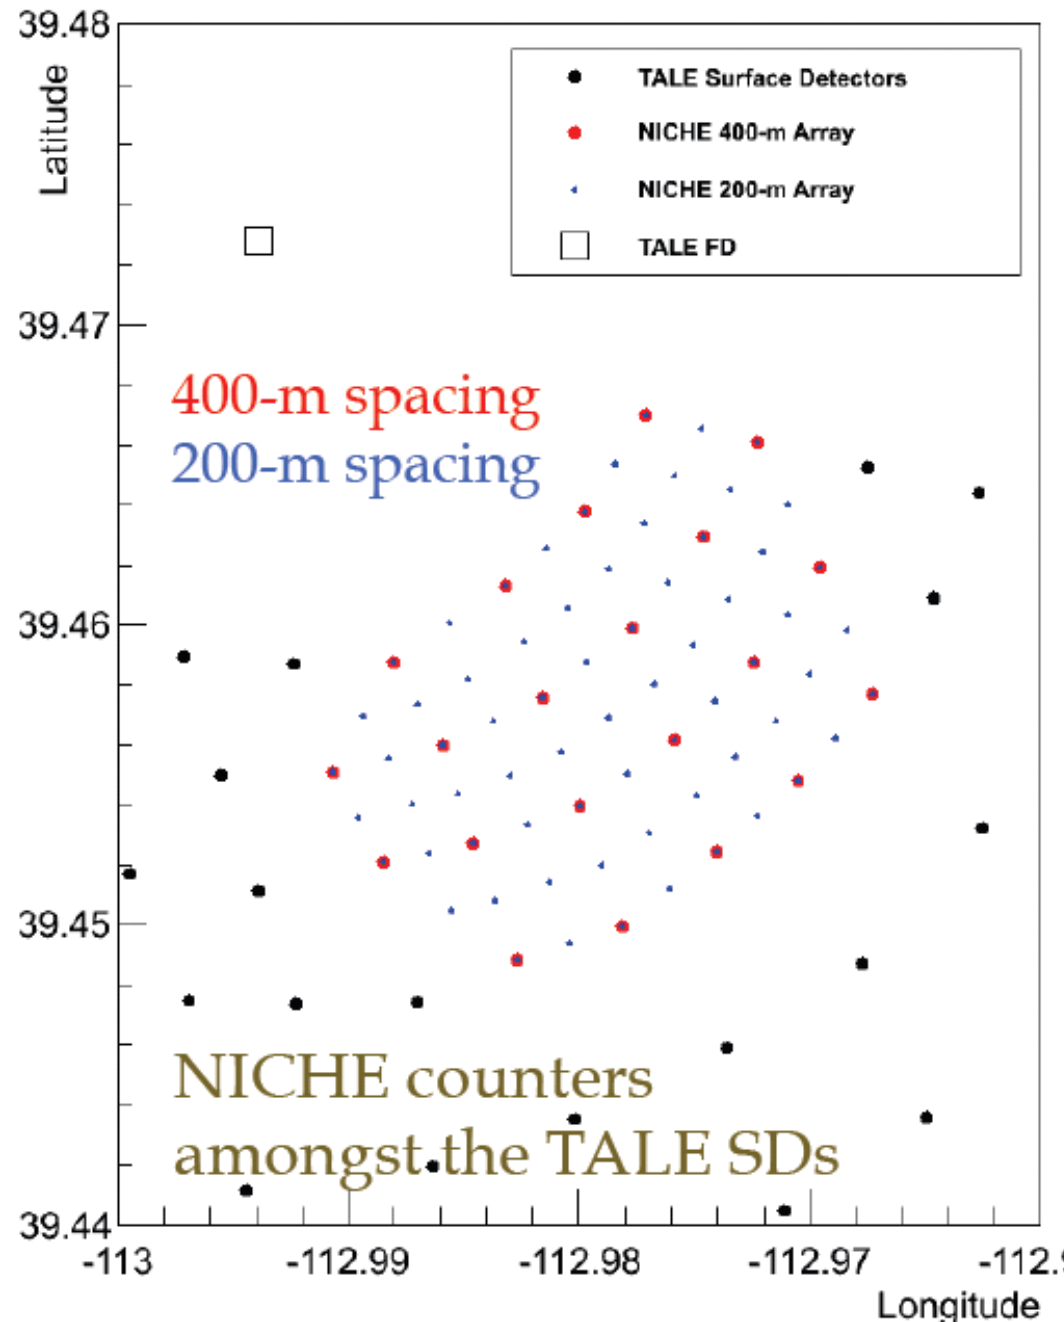 39.48
Latitude
TALE Surface Detectors
NICHE 400-m Array
NICHE 200-m Array
TALE FD
39.47
400-m spacing
200-m spacing
39.46
39.45
NICHE counters
amongst the TALE SDs
39.44
-113
-112.99
-112.98
-112.97
-112.9
Longitude